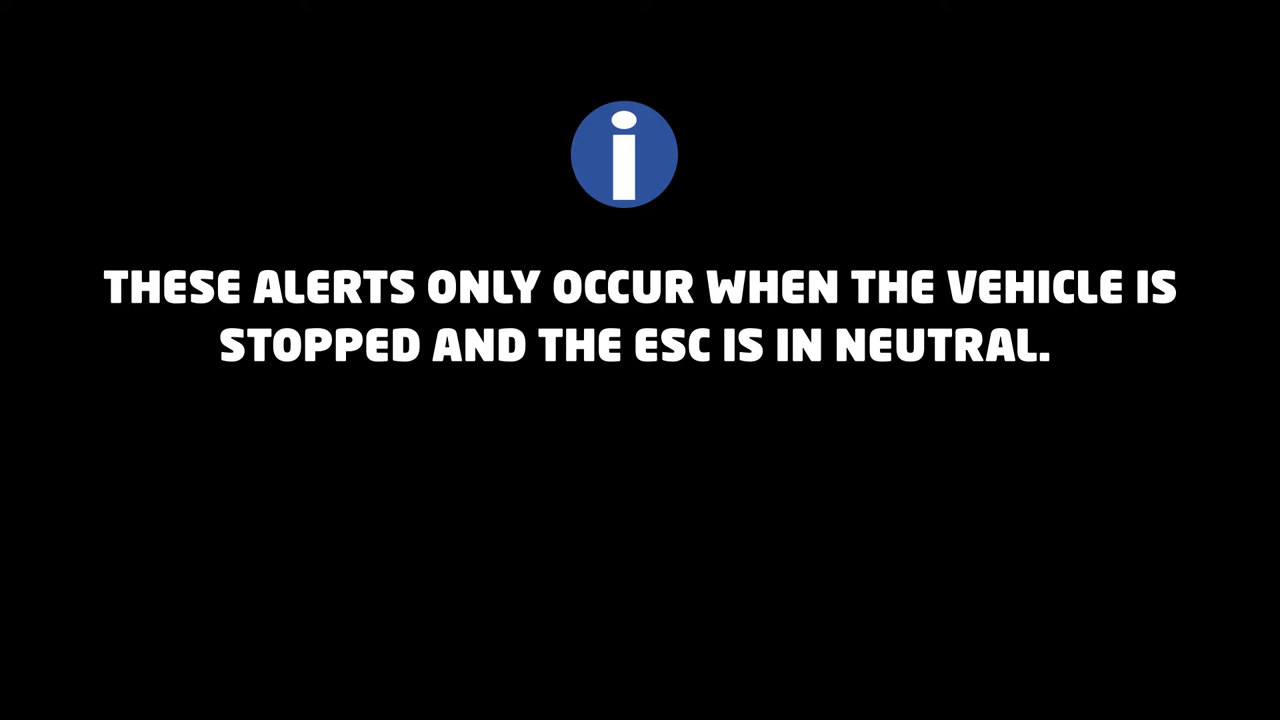 THESE ALERTS ONLY OCCUR WHEN THE VEHICLE IS
STOPPED AND THE ESC IS IN NEUTRAL.